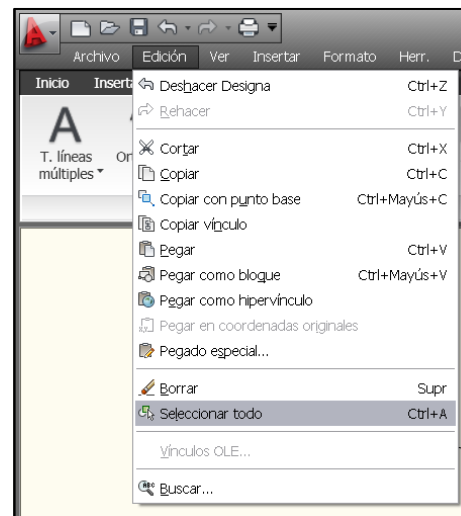 Archivo Edición Ver Insertar Formato Herr.
Inicio
T. líneas
múltiples
Deshacer Designa Ctrl+Z
Rehacer Ctrl+Y
Cortar Ctrl+X
Copiar Ctrl+C
Copiar con punto base Ctrl+Mayús+C
Copiar vínculo
Pegar Ctrl+V
Pegar como bloque Ctrl+Mayús+V
Pegar como hipervínculo
Pegar en coordenadas originales
Pegado especial...
Borrar Supr
Seleccionar todo Ctrl+A
Vínculos OLE...
Buscar...